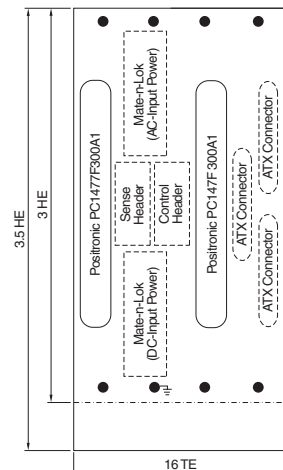 3.5 HE
3 HE
Positronic PC1477F300A1
Mate-n-Lok
(AC-Input Power)
Sense
Header
Control
Header
Mate-n-Lok
(DC-Input Power)
Positronic PC147F 300A1
ATX Connector
ATX Connector
ATX Connector
16 TE